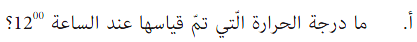 أ. ما درجة الحرارة الّتي تمّ قياسها عند الساعة 12⁰⁰؟